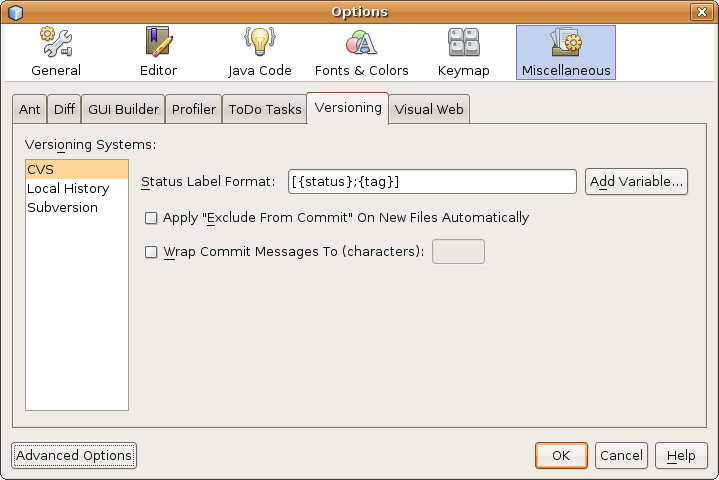 Options
General Editor Java Code Fonts & Colors Keymap Miscellaneous
Ant Diff GUI Builder Profiler ToDo Tasks Versioning Visual Web
Versioning Systems:
CVS
Local History
Subversion
Status Label Format: [{status};{tag}] Add Variable...
Apply "Exclude From Commit" On New Files Automatically
Wrap Commit Messages To (characters):
Advanced Options OK Cancel Help